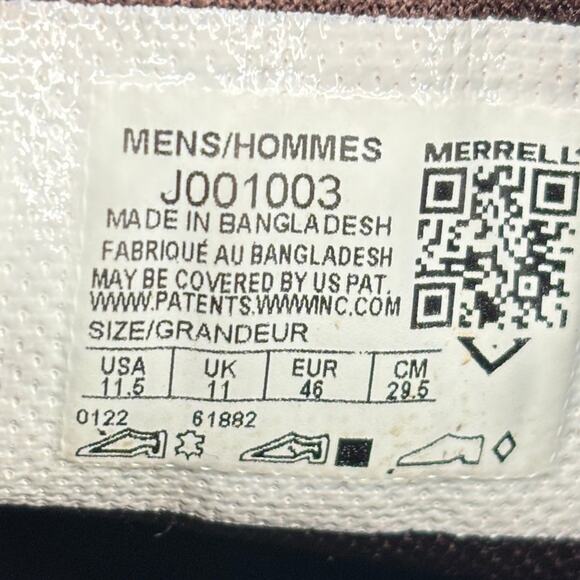 MENS/HOMMES
MERRELL
J001003
MADE IN BANGLADESH
FABRIQUÉ AU BANGLADESH
MAY BE COVERED BY US PAT.
WWW.PATENTS.WWWINC.COM
SIZE/GRANDEUR
USA UK EUR CM
11.5 11 46 29.5
0122 61882